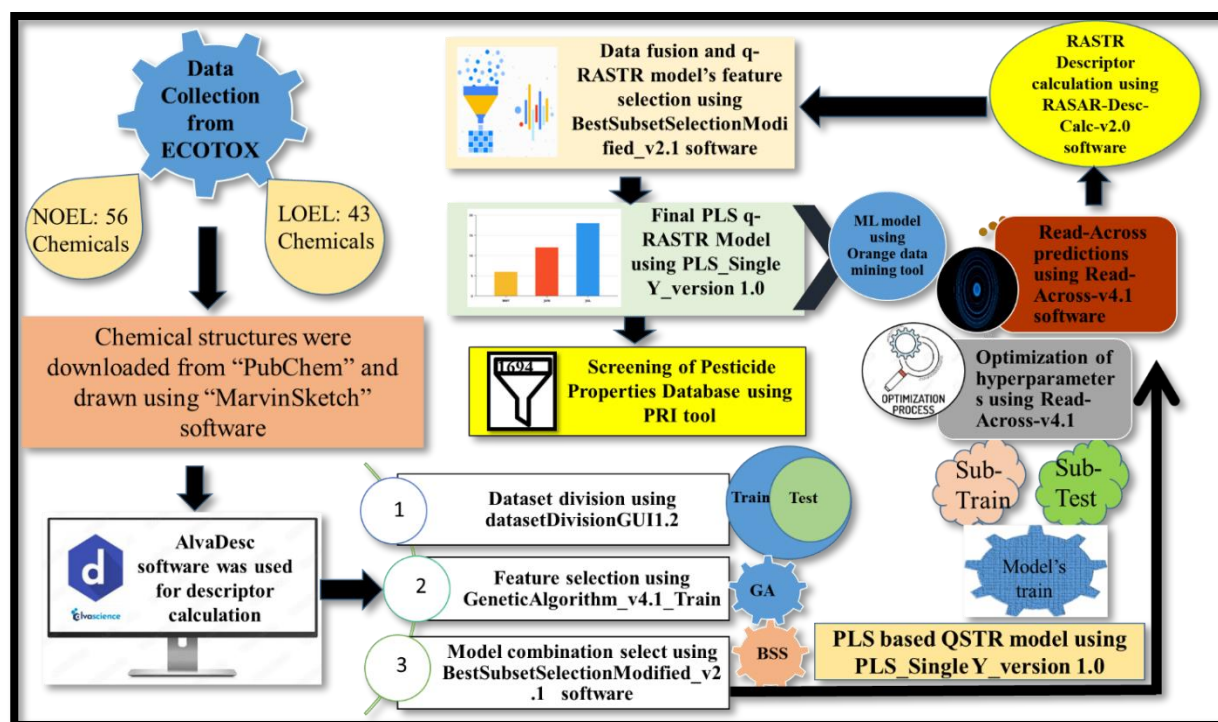 Data
Collection
from
ECOTOX
NOEL: 56
Chemicals
LOEL: 43
Chemicals
Chemical structures were
downloaded from “PubChem” and
drawn using “MarvinSketch”
software
d
alvascience
AlvaDesc
software was used
for descriptor
calculation
1
Dataset division using
datasetDivisionGUI1.2
Train
Test
2
Feature selection using
GeneticAlgorithm_v4.1_Train
GA
3
Model combination select using
BestSubsetSelectionModified_v2
.1 software
BSS
PLS based QSTR model using
PLS_Single Y_version 1.0
Model’s
train
Sub-
Train
Sub-
Test
OPTIMIZATION
PROCESS
Optimization of
hyperparameter
s using Read-
Across-v4.1
Read-Across
predictions
using Read-
Across-v4.1
software
RASTR
Descriptor
calculation using
RASAR-Desc-
Calc-v2.0
software
Data fusion and q-
RASTR model’s feature
selection using
BestSubsetSelectionModi
fied_v2.1 software
Final PLS q-
RASTR Model
using PLS_Single
Y_version 1.0
ML model
using
Orange data
mining tool
1694
Screening of Pesticide
Properties Database using
PRI tool